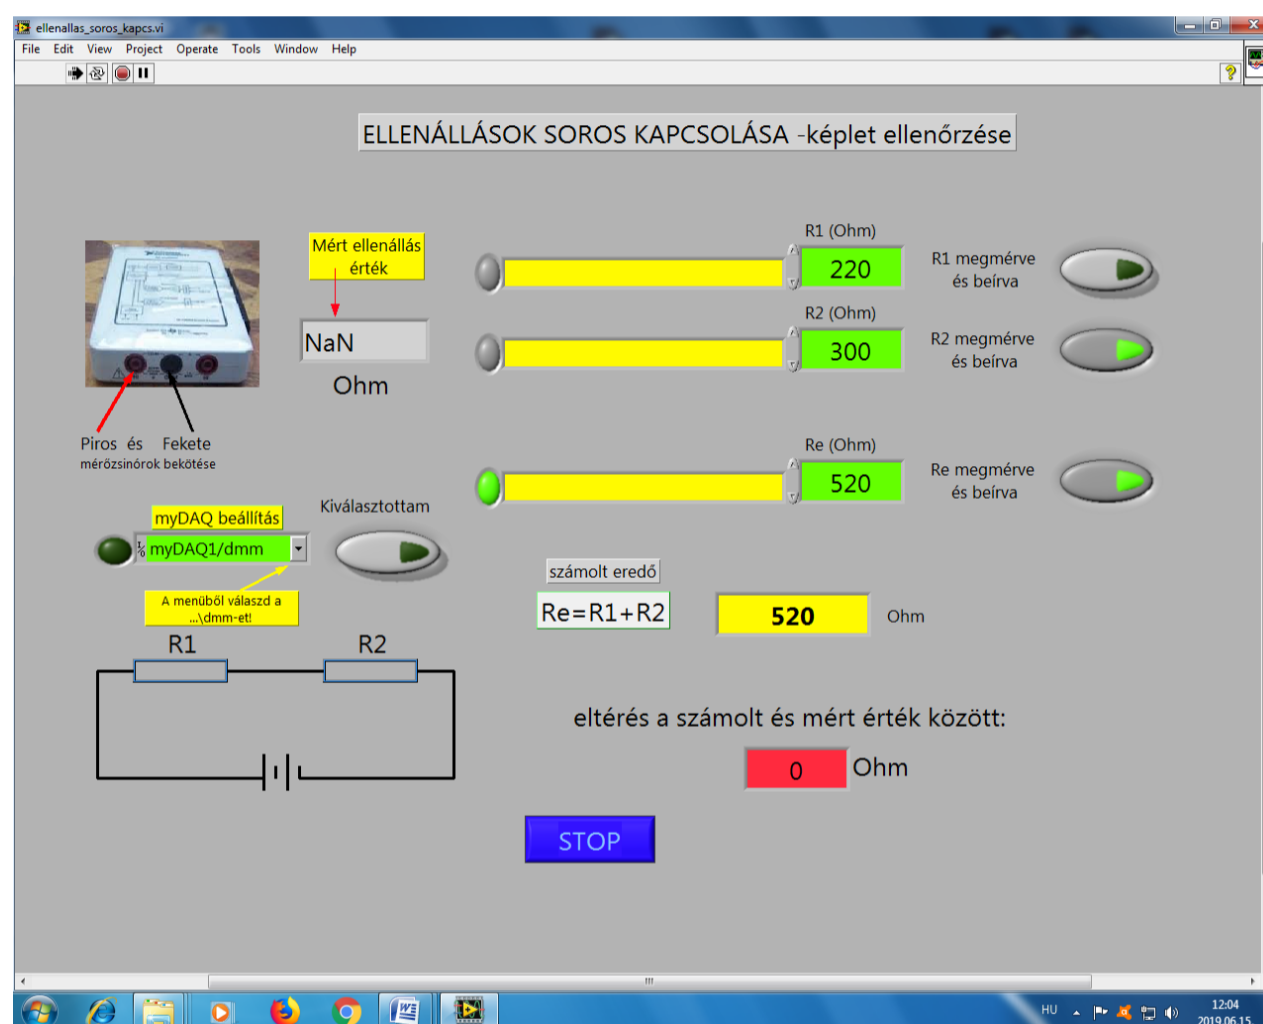 ellenallas_soros_kapcs.vi
File Edit View Project Operate Tools Window Help
ELLENÁLLÁSOK SOROS KAPCSOLÁSA -képlet ellenőrzése
Mért ellenállás
érték
NaN
Ohm
R1 (Ohm)
220
R1 megmérve
és beírva
R2 (Ohm)
300
R2 megmérve
és beírva
Piros és Fekete
mérőzsinórok bekötése
Re (Ohm)
520
Re megmérve
és beírva
myDAQ beállítás
myDAQ1/dmm
Kiválasztottam
A menüből válaszd a
...\dmm-et!
számolt eredő
Re=R1+R2
520
Ohm
R1
R2
eltérés a számolt és mért érték között:
0
Ohm
STOP
HU
12:04
2019.06.15.